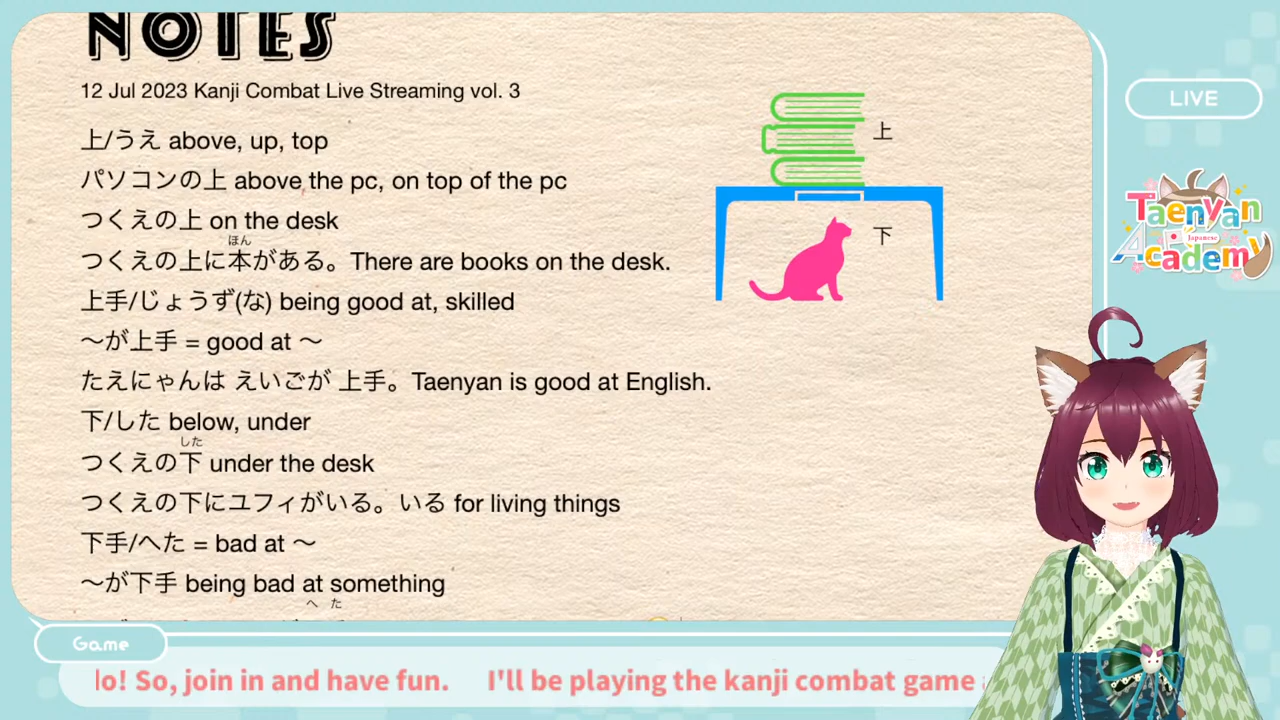 NOTES
12 Jul 2023 Kanji Combat Live Streaming vol. 3
上/うえ above, up, top
パソコンの上 above the pc, on top of the pc
つくえの上 on the desk
ほん
つくえの上に本がある。There are books on the desk.
上手/じょうず(な) being good at, skilled
〜が上手 = good at 〜
たえにゃんは えいごが 上手。Taenyan is good at English.
下/した below, under
した
つくえの下 under the desk
つくえの下にユフィがいる。いる for living things
下手/へた = bad at 〜
〜が下手 being bad at something
へ た
上
下
LIVE
Taenyan
Japanese
Academy
Game
lo! So, join in and have fun. I'll be playing the kanji combat game